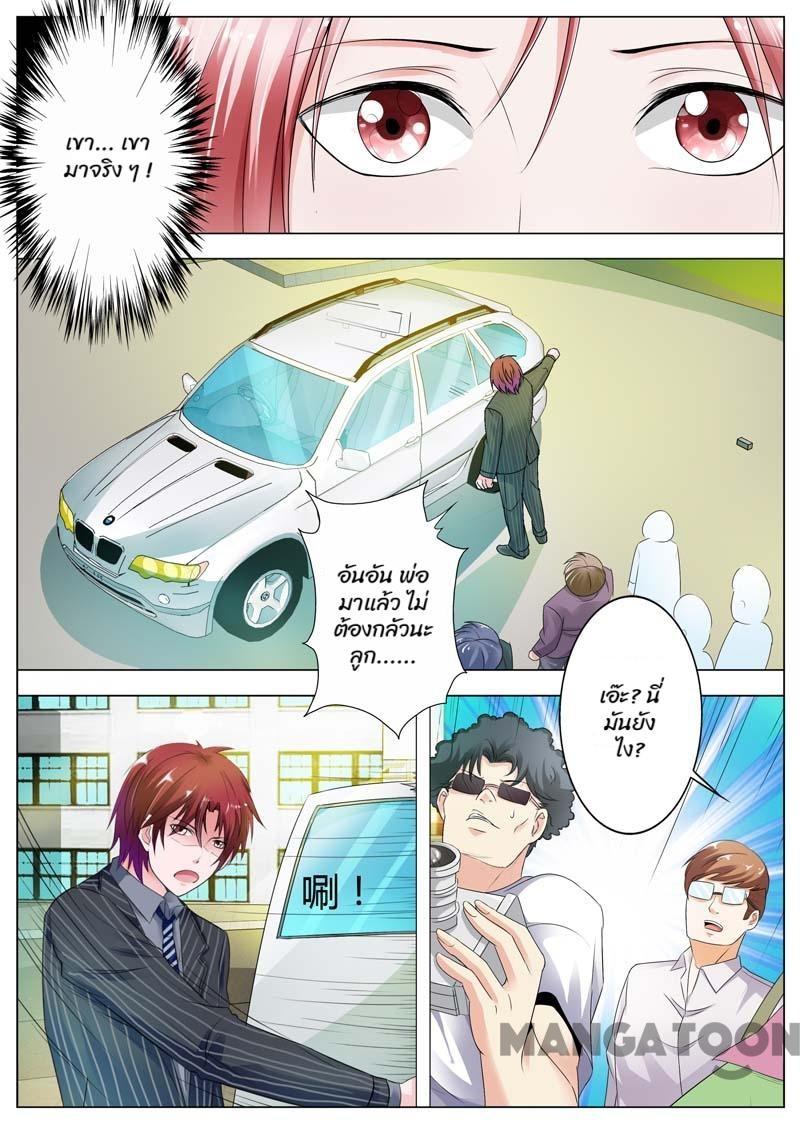 เขา... เขา
มาจริง ๆ !
อันอัน พ่อ
มาแล้ว ไม่
ต้องกลัวนะ
ลูก......
เอ๊ะ? นี่
มันยัง
ไง?
唰！
MANGATOON